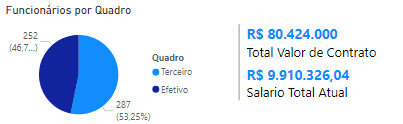 Funcionários por Quadro
252
(46,7...)
Quadro
Terceiro
Efetivo
287
(53,25%)
R$ 80.424.000
Total Valor de Contrato
R$ 9.910.326,04
Salario Total Atual